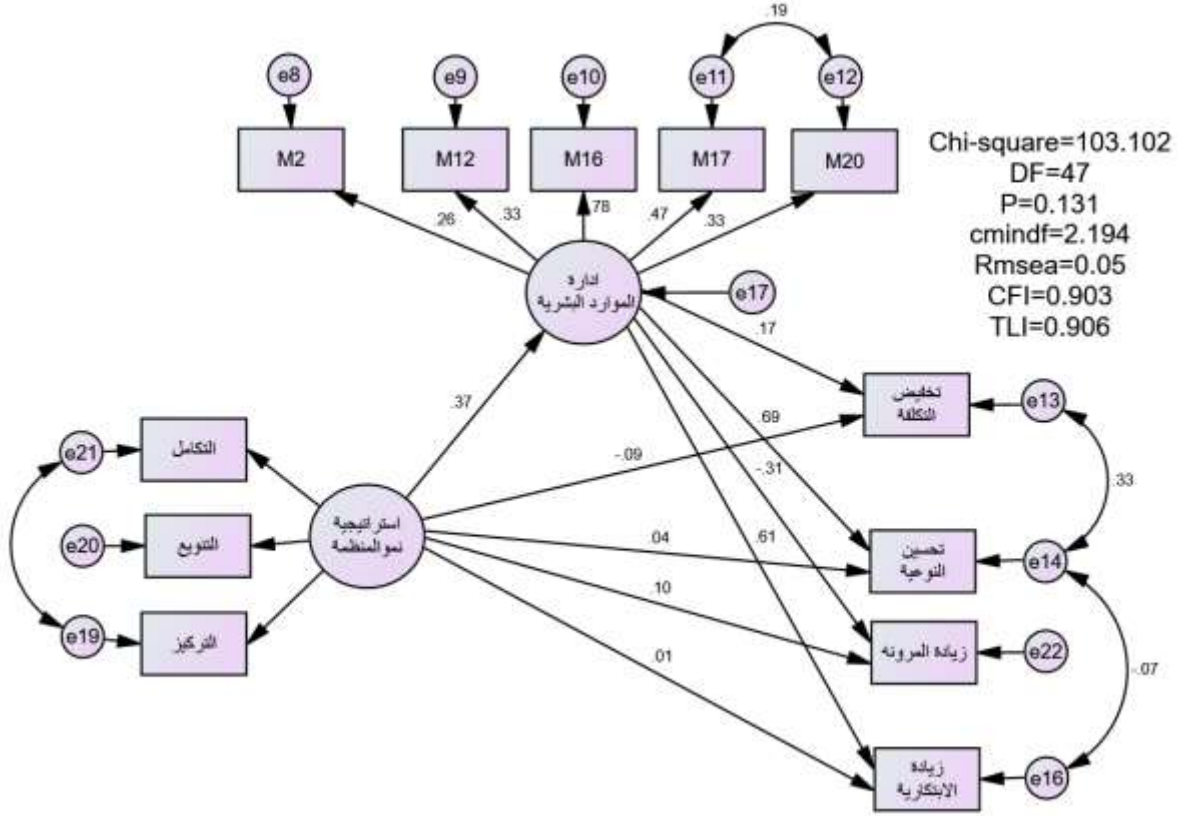 .19
e8
e9
e10
e11
e12
M2
M12
M16
M17
M20
Chi-square=103.102
DF=47
P=0.131
cmindf=2.194
Rmsea=0.05
CFI=0.903
TLI=0.906
.26
.33
.78
.47
.33
ادارة
الموارد البشرية
e17
.17
تخفيض
التكلفة
e13
.37
.69
-.09
-.31
.33
e21
التكامل
استراتيجية
نمو المنظمة
e20
التنويع
.04
.61
تحسين
النوعية
e14
.10
e19
التركيز
زيادة المرونه
e22
.01
-.07
زيادة
الابتكارية
e16